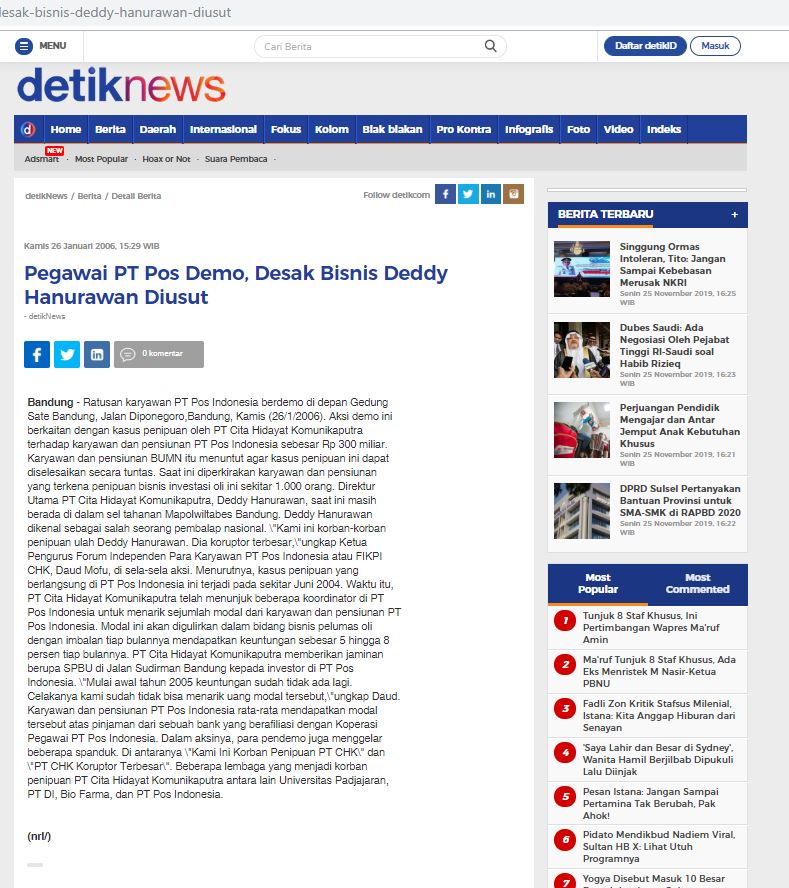 desak-bisnis-deddy-hanurawan-diusut
MENU
Cari Berita
Daftar detikID
Masuk
detiknews
d Home Berita Daerah Internasional Fokus Kolom Blak blakan Pro Kontra Infografis Foto Video Indeks
NEW
Adsmart · Most Popular · Hoax or Not · Suara Pembaca ·
detikNews / Berita / Detail Berita
Follow detikcom
Kamis 26 Januari 2006, 15:29 WIB
Pegawai PT Pos Demo, Desak Bisnis Deddy
Hanurawan Diusut
- detikNews
0 komentar
Bandung - Ratusan karyawan PT Pos Indonesia berdemo di depan Gedung
Sate Bandung, Jalan Diponegoro,Bandung, Kamis (26/1/2006). Aksi demo ini
berkaitan dengan kasus penipuan oleh PT Cita Hidayat Komunikaputra
terhadap karyawan dan pensiunan PT Pos Indonesia sebesar Rp 300 miliar.
Karyawan dan pensiunan BUMN itu menuntut agar kasus penipuan ini dapat
diselesaikan secara tuntas. Saat ini diperkirakan karyawan dan pensiunan
yang terkena penipuan bisnis investasi oli ini sekitar 1.000 orang. Direktur
Utama PT Cita Hidayat Komunikaputra, Deddy Hanurawan, saat ini masih
berada di dalam sel tahanan Mapolwiltabes Bandung. Deddy Hanurawan
dikenal sebagai salah seorang pembalap nasional. \"Kami ini korban-korban
penipuan ulah Deddy Hanurawan. Dia koruptor terbesar,\"ungkap Ketua
Pengurus Forum Independen Para Karyawan PT Pos Indonesia atau FIKPI
CHK, Daud Mofu, di sela-sela aksi. Menurutnya, kasus penipuan yang
berlangsung di PT Pos Indonesia ini terjadi pada sekitar Juni 2004. Waktu itu,
PT Cita Hidayat Komunikaputra telah menunjuk beberapa koordinator di PT
Pos Indonesia untuk menarik sejumlah modal dari karyawan dan pensiunan PT
Pos Indonesia. Modal ini akan digulirkan dalam bidang bisnis pelumas oli
dengan imbalan tiap bulannya mendapatkan keuntungan sebesar 5 hingga 8
persen tiap bulannya. PT Cita Hidayat Komunikaputra memberikan jaminan
berupa SPBU di Jalan Sudirman Bandung kepada investor di PT Pos
Indonesia. \"Mulai awal tahun 2005 keuntungan sudah tidak ada lagi.
Celakanya kami sudah tidak bisa menarik uang modal tersebut,\"ungkap Daud.
Karyawan dan pensiunan PT Pos Indonesia rata-rata mendapatkan modal
tersebut atas pinjaman dari sebuah bank yang berafiliasi dengan Koperasi
Pegawai PT Pos Indonesia. Dalam aksinya, para pendemo juga menggelar
beberapa spanduk. Di antaranya \"Kami Ini Korban Penipuan PT CHK\" dan
\"PT CHK Koruptor Terbesar\". Beberapa lembaga yang menjadi korban
penipuan PT Cita Hidayat Komunikaputra antara lain Universitas Padjajaran,
PT DI, Bio Farma, dan PT Pos Indonesia.
(nrl/)
BERITA TERBARU +
Singgung Ormas
Intoleran, Tito: Jangan
Sampai Kebebasan
Merusak NKRI
Senin 25 November 2019, 16:25
WIB
Dubes Saudi: Ada
Negosiasi Oleh Pejabat
Tinggi RI-Saudi soal
Habib Rizieq
Senin 25 November 2019, 16:23
WIB
Perjuangan Pendidik
Mengajar dan Antar
Jemput Anak Kebutuhan
Khusus
Senin 25 November 2019, 16:21
WIB
DPRD Sulsel Pertanyakan
Bantuan Provinsi untuk
SMA-SMK di RAPBD 2020
Senin 25 November 2019, 16:22
WIB
Most
Popular
Most
Commented
1 Tunjuk 8 Staf Khusus, Ini
Pertimbangan Wapres Ma'ruf
Amin
2 Ma'ruf Tunjuk 8 Staf Khusus, Ada
Eks Menristek M Nasir-Ketua
PBNU
3 Fadli Zon Kritik Stafsus Milenial,
Istana: Kita Anggap Hiburan dari
Senayan
4 'Saya Lahir dan Besar di Sydney',
Wanita Hamil Berjilbab Dipukuli
Lalu Diinjak
5 Pesan Istana: Jangan Sampai
Pertamina Tak Berubah, Pak
Ahok!
6 Pidato Mendikbud Nadiem Viral,
Sultan HB X: Lihat Utuh
Programnya
7 Yogya Disebut Masuk 10 Besar